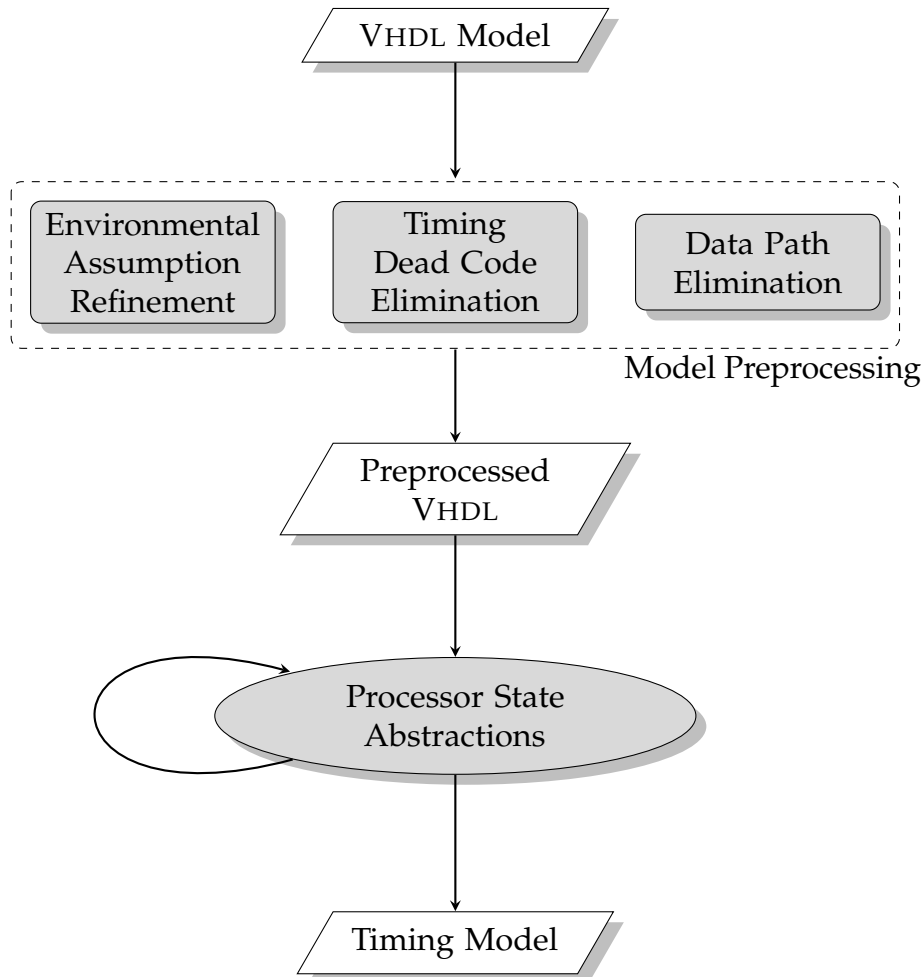 VHDL Model
Environmental
Assumption
Refinement
Timing
Dead Code
Elimination
Data Path
Elimination
Model Preprocessing
Preprocessed
VHDL
Processor State
Abstractions
Timing Model